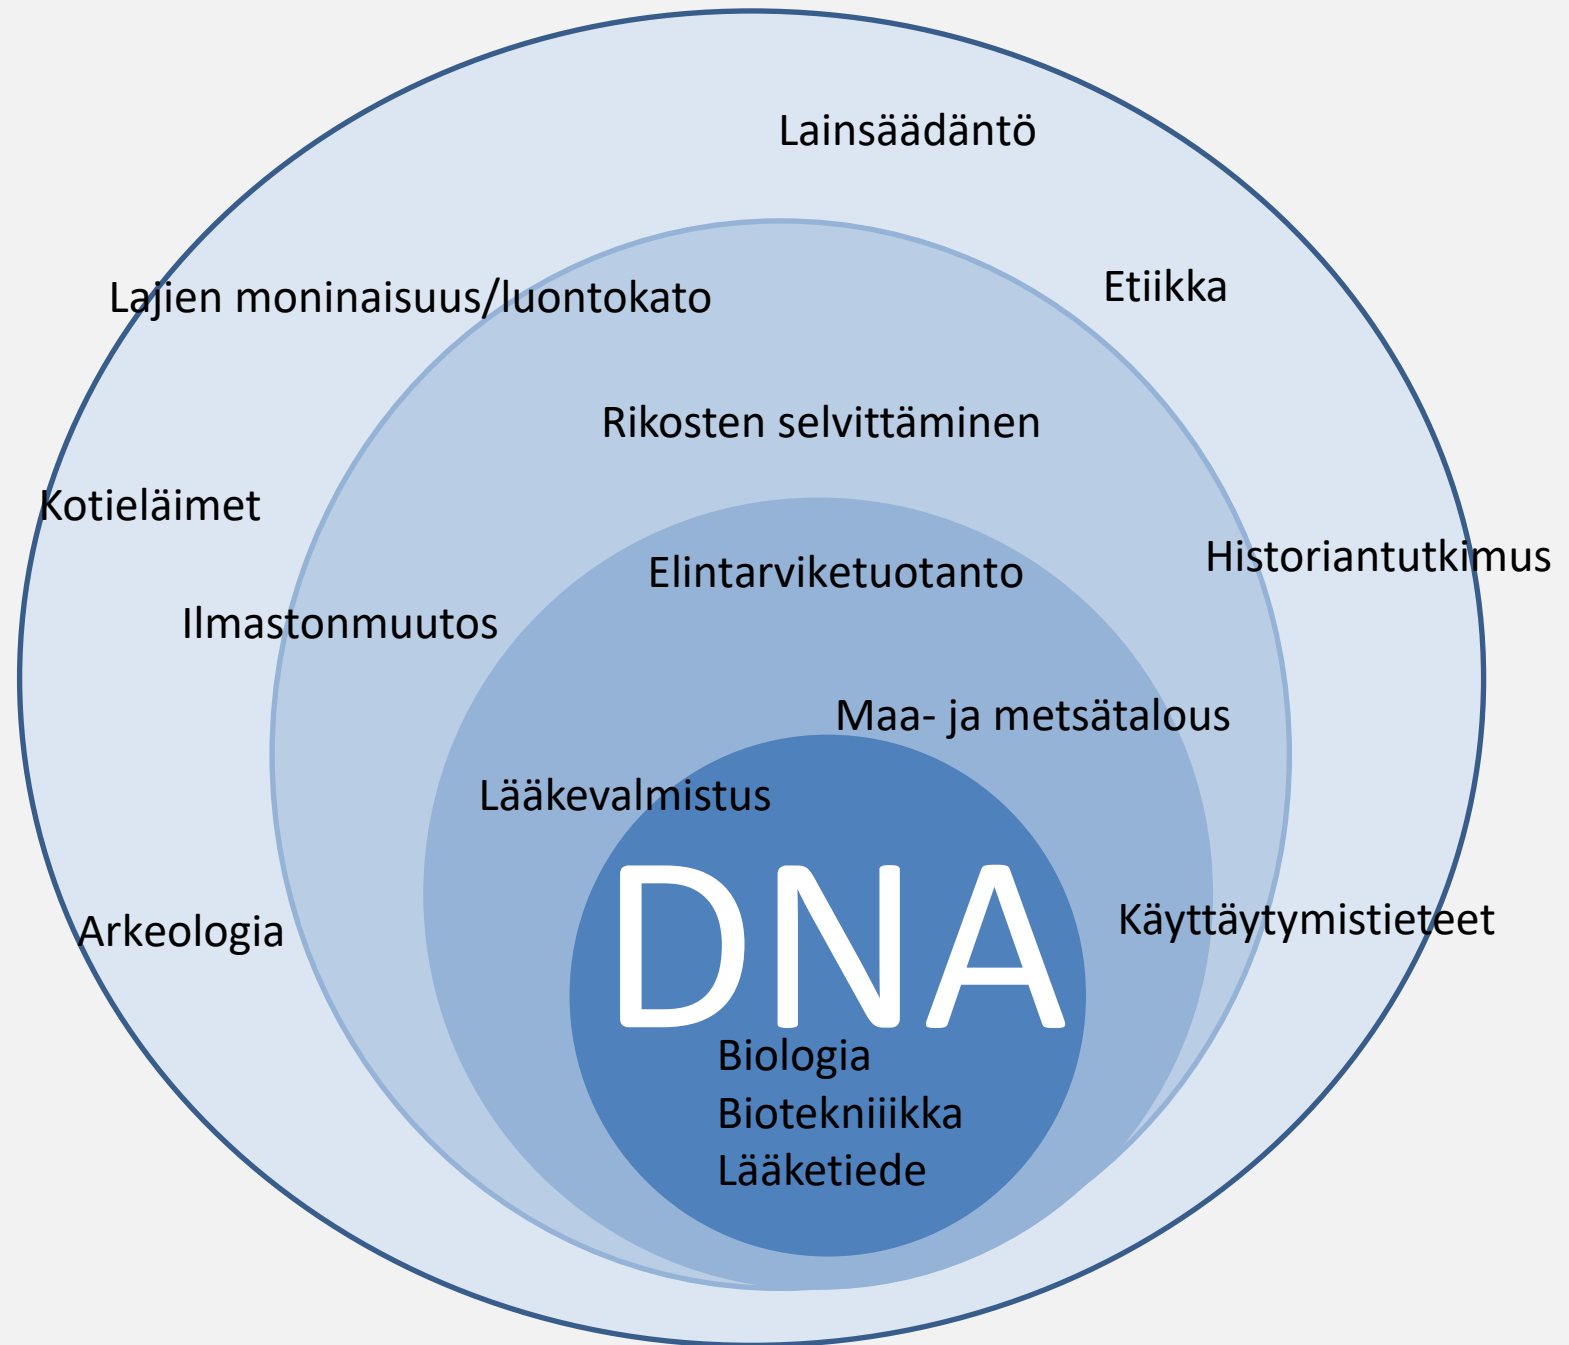 Lainsäädäntö
Etiikka
Lajien moninaisuus/luontokato
Rikosten selvittäminen
Kotieläimet
Historiantutkimus
Elintarviketuotanto
Ilmastonmuutos
Maa- ja metsätalous
Lääkevalmistus
DNA
Käyttäytymistieteet
Arkeologia
Biologia
Biotekniiikka
Lääketiede